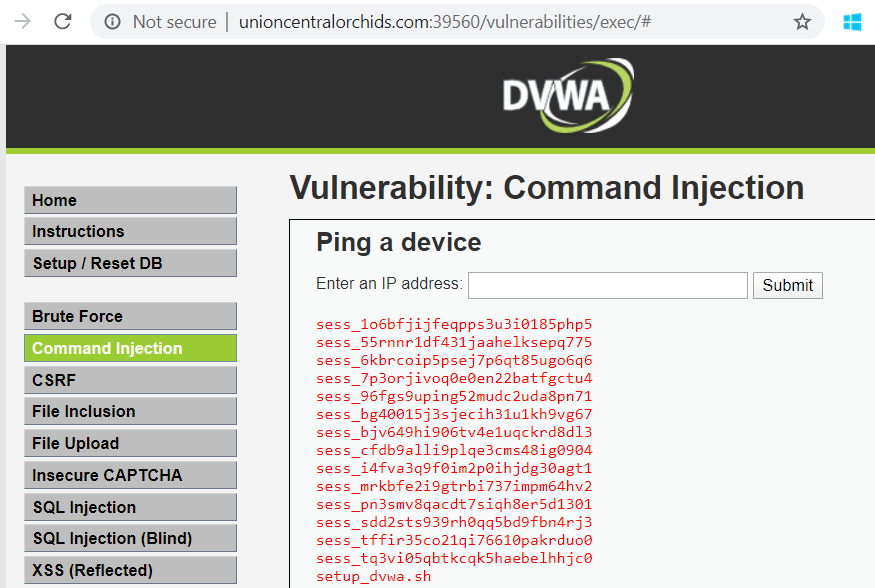 Not secure | unioncentralorchids.com:39560/vulnerabilities/exec/#
DVWA
Home
Instructions
Setup / Reset DB
Brute Force
Command Injection
CSRF
File Inclusion
File Upload
Insecure CAPTCHA
SQL Injection
SQL Injection (Blind)
XSS (Reflected)
Vulnerability: Command Injection
Ping a device
Enter an IP address:
Submit
sess_1o6bfjijfeqpps3u3i0185php5
sess_55rnnr1df431jaahelksepq775
sess_6kbrcoip5psej7p6qt85ugo6q6
sess_7p3orjivoq0e0en22batfgctu4
sess_96fgs9uping52mudc2uda8pn71
sess_bg40015j3sjecih31u1kh9vg67
sess_bjv649hi906tv4e1uqckrd8dl3
sess_cfdb9alli9plqe3cms48ig0904
sess_i4fva3q9f0im2p0ihjdg30agt1
sess_mrkbfe2i9gtrbi737impm64hv2
sess_pn3smv8qacdt7siqh8er5d1301
sess_sdd2sts939rh0qq5bd9fbn4rj3
sess_tffir35co21qi76610pakrduo0
sess_tq3vi05qbtkcqk5haebelhhjc0
setup_dvwa.sh